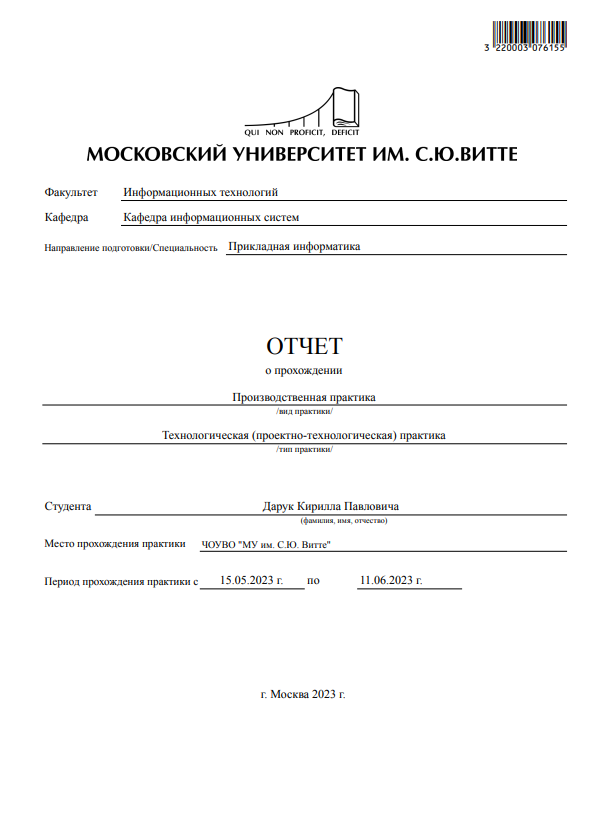 3 220003 076155
QUI NON PROFICIT, DEFICIT
МОСКОВСКИЙ УНИВЕРСИТЕТ ИМ. С.Ю.ВИТТЕ
Факультет Информационных технологий
Кафедра Кафедра информационных систем
Направление подготовки/Специальность Прикладная информатика
ОТЧЕТ
о прохождении
Производственная практика
/вид практики/
Технологическая (проектно-технологическая) практика
/тип практики/
Студента Дарук Кирилла Павловича
(фамилия, имя, отчество)
Место прохождения практики ЧОУВО "МУ им. С.Ю. Витте"
Период прохождения практики с 15.05.2023 г. по 11.06.2023 г.
г. Москва 2023 г.